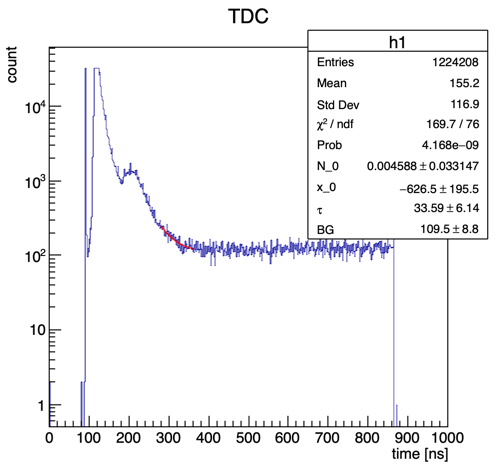 TDC
h1
Entries 1224208
Mean 155.2
Std Dev 116.9
χ² / ndf 169.7 / 76
Prob 4.168e−09
N_0 0.004588 ± 0.033147
x_0 −626.5 ± 195.5
τ 33.59 ± 6.14
BG 109.5 ± 8.8
count
10⁴
10³
10²
10
1
0 100 200 300 400 500 600 700 800 900 1000
time [ns]